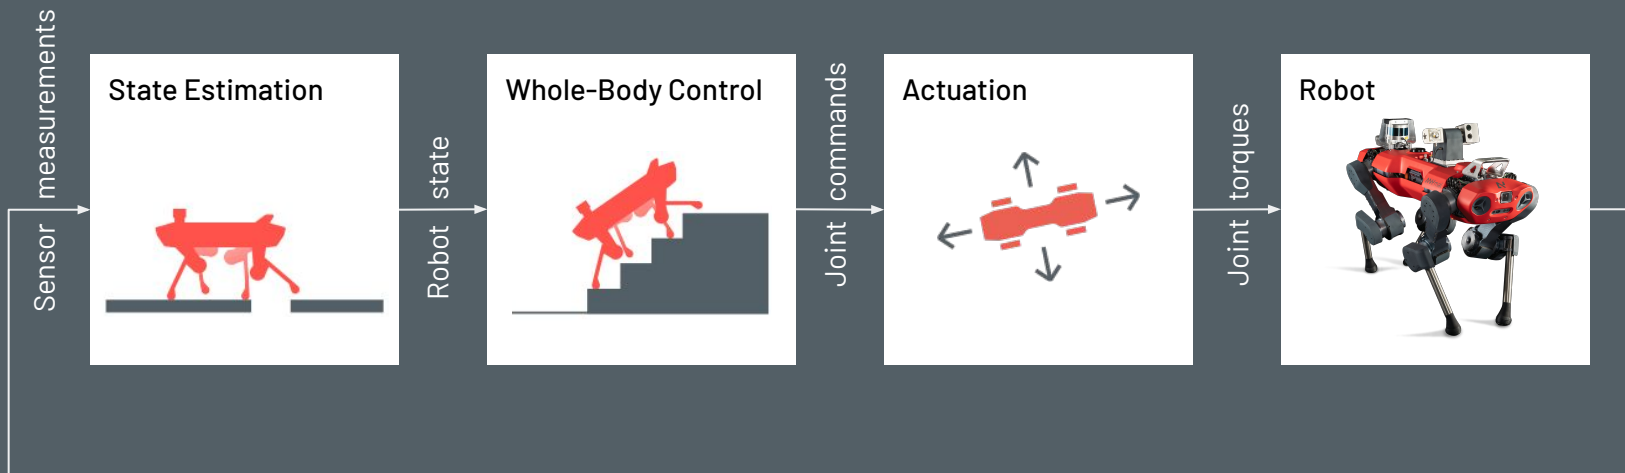 Sensor measurements
State Estimation
Robot state
Whole-Body Control
Joint commands
Actuation
Joint torques
Robot